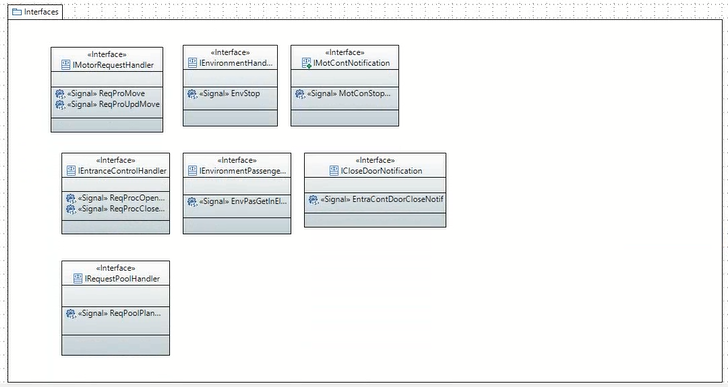 Interfaces
«Interface»
IMotorRequestHandler
«Signal» ReqProMove
«Signal» ReqProUpdMove
«Interface»
IEnvironmentHand...
«Signal» EnvStop
«Interface»
IMotContNotification
«Signal» MotConStop...
«Interface»
IEntranceControlHandler
«Signal» ReqProcOpen...
«Signal» ReqProcClose...
«Interface»
IEnvironmentPassenge...
«Signal» EnvPasGetInEl...
«Interface»
ICloseDoorNotification
«Signal» EntraContDoorCloseNotif
«Interface»
IRequestPoolHandler
«Signal» ReqPoolPlan...